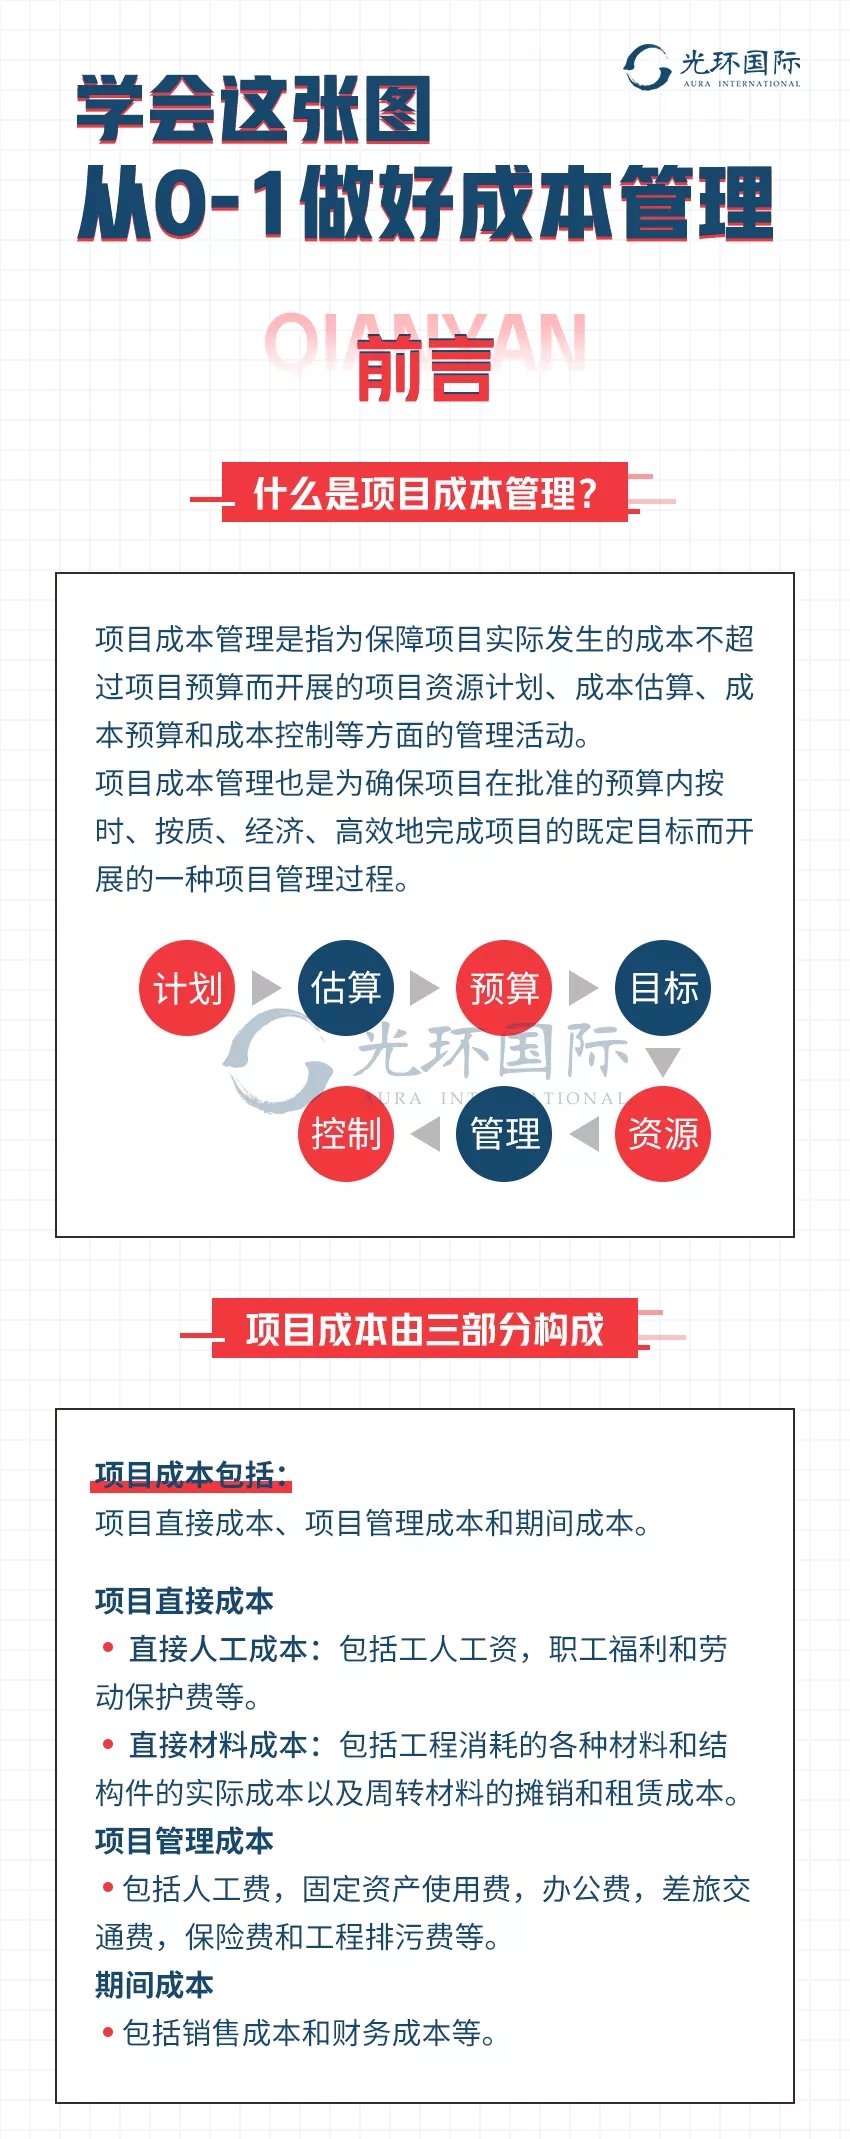 光环国际
AURA INTERNATIONAL
学会这张图
从0-1做好成本管理
QIANYAN
前言
什么是项目成本管理？
项目成本管理是指为保障项目实际发生的成本不超
过项目预算而开展的项目资源计划、成本估算、成
本预算和成本控制等方面的管理活动。
项目成本管理也是为确保项目在批准的预算内按
时、按质、经济、高效地完成项目的既定目标而开
展的一种项目管理过程。
计划 估算 预算 目标
光环国际
AURA INTERNATIONAL
控制 管理 资源
项目成本由三部分构成
项目成本包括：
项目直接成本、项目管理成本和期间成本。
项目直接成本
• 直接人工成本：包括工人工资，职工福利和劳
动保护费等。
• 直接材料成本：包括工程消耗的各种材料和结
构件的实际成本以及周转材料的摊销和租赁成本。
项目管理成本
•包括人工费，固定资产使用费，办公费，差旅交
通费，保险费和工程排污费等。
期间成本
•包括销售成本和财务成本等。